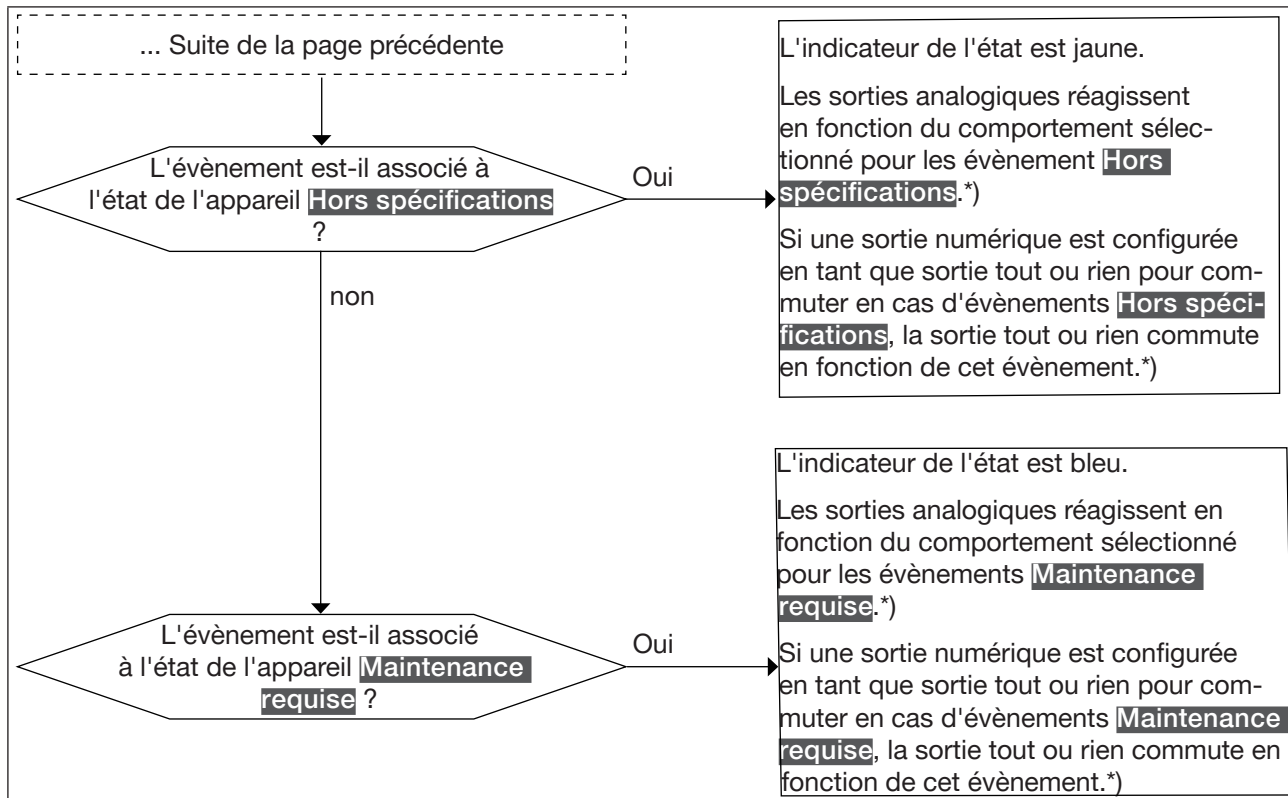 ... Suite de la page précédente
L'évènement est-il associé à
l'état de l'appareil Hors spécifications
?
Oui
L'indicateur de l'état est jaune.
Les sorties analogiques réagissent
en fonction du comportement sélec-
tionné pour les évènement Hors
spécifications.*)
Si une sortie numérique est configurée
en tant que sortie tout ou rien pour com-
muter en cas d'évènements Hors spéci-
fications, la sortie tout ou rien commute
en fonction de cet évènement.*)
non
L'évènement est-il associé
à l'état de l'appareil Maintenance
requise ?
Oui
L'indicateur de l'état est bleu.
Les sorties analogiques réagissent en
fonction du comportement sélectionné
pour les évènements Maintenance
requise.*)
Si une sortie numérique est configurée
en tant que sortie tout ou rien pour com-
muter en cas d'évènements Maintenance
requise, la sortie tout ou rien commute en
fonction de cet évènement.*)